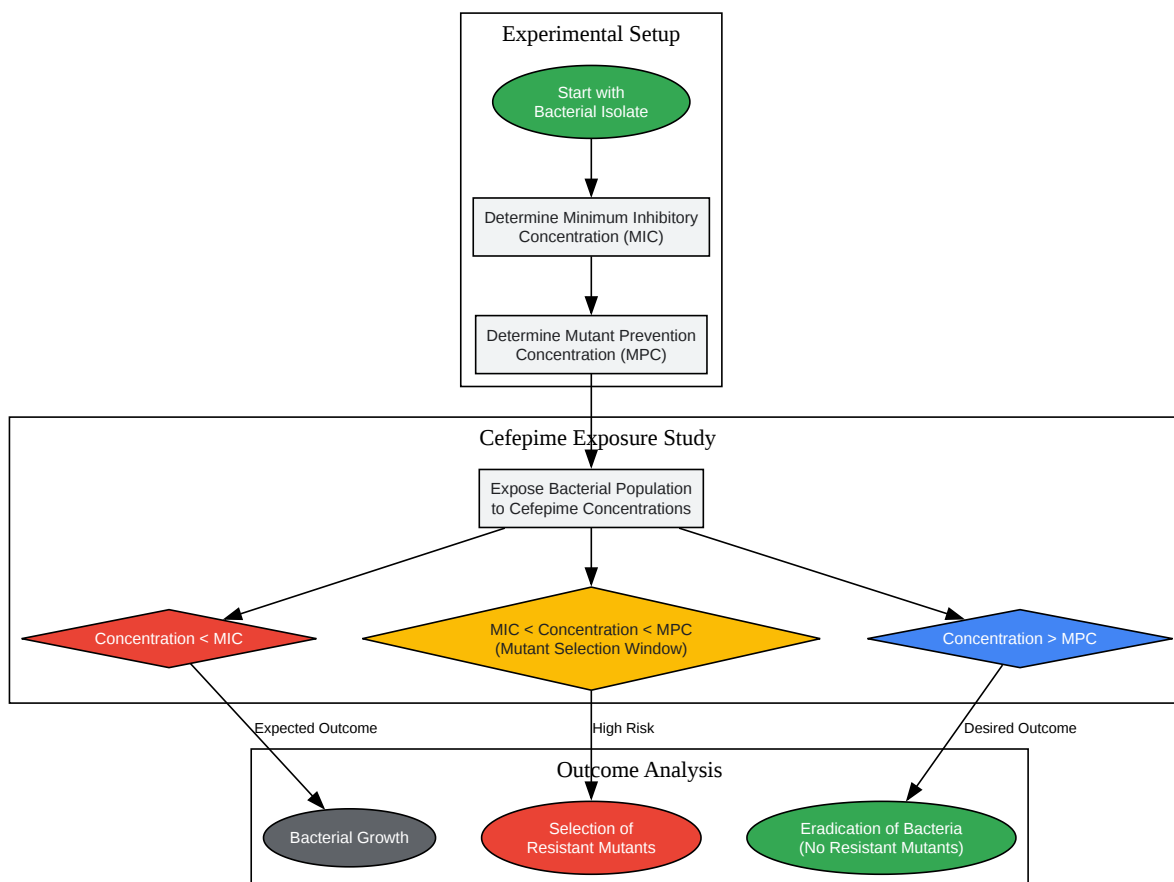 Experimental Setup
Start with
Bacterial Isolate
Determine Minimum Inhibitory
Concentration (MIC)
Determine Mutant Prevention
Concentration (MPC)
Cefepime Exposure Study
Expose Bacterial Population
to Cefepime Concentrations
Concentration < MIC
MIC < Concentration < MPC
(Mutant Selection Window)
Concentration > MPC
Expected Outcome
High Risk
Desired Outcome
Outcome Analysis
Bacterial Growth
Selection of
Resistant Mutants
Eradication of Bacteria
(No Resistant Mutants)